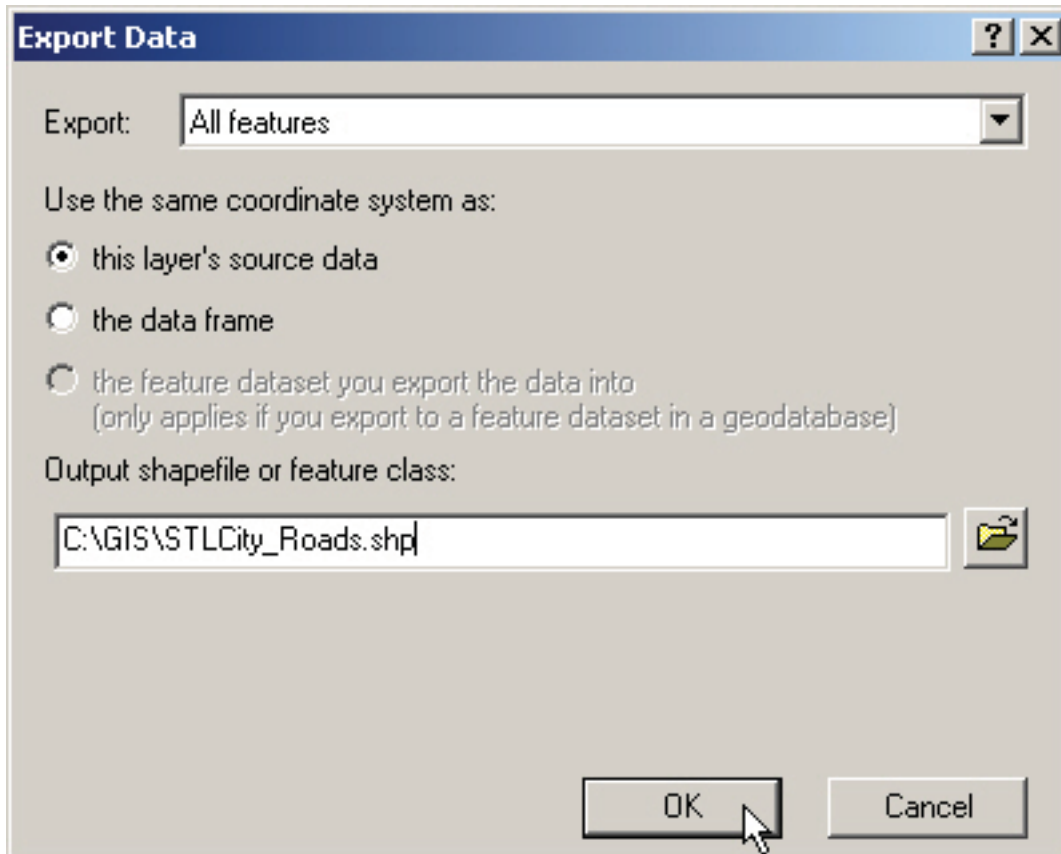 Export Data
Export: All features
Use the same coordinate system as:
this layer's source data
the data frame
the feature dataset you export the data into
(only applies if you export to a feature dataset in a geodatabase)
Output shapefile or feature class:
C:\GIS\STLCity_Roads.shp
OK Cancel